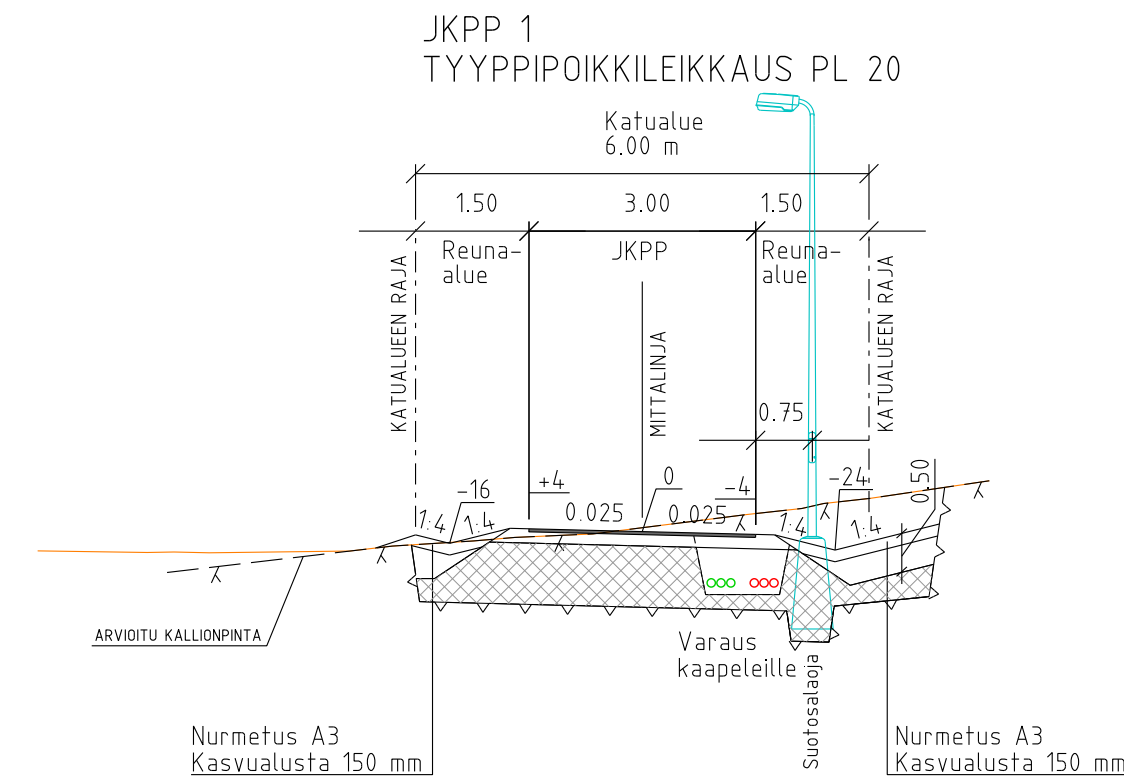 JKPP 1
TYYPPIPOIKKILEIKKAUS PL 20
Katualue
6.00 m
1.50
3.00
1.50
Reuna-
alue
JKPP
Reuna-
alue
KATUALUEEN RAJA
MITTALINJA
KATUALUEEN RAJA
0.75
+4
0
-4
-16
-24
0.50
1:4
1:4
0.025
0.025
1:4
1:4
ARVIOITU KALLIONPINTA
Varaus
kaapeleille
Suotosalaoja
Nurmetus A3
Kasvualusta 150 mm
Nurmetus A3
Kasvualusta 150 mm